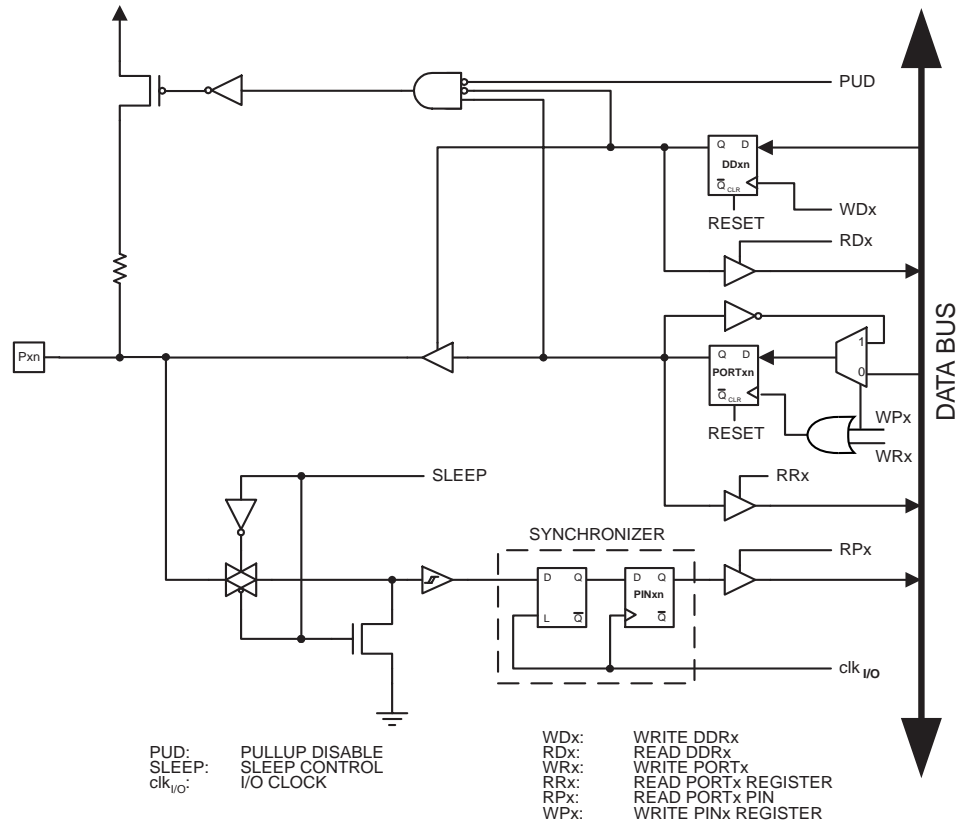 PUD
Q D
DDxn
Q CLR
WDx
RESET
RDx
Pxn
1
Q D
PORTxn
0
Q CLR
WPx
RESET
WRx
SLEEP
RRx
SYNCHRONIZER
RPx
D Q
D Q
PINxn
L Q
Q
clk I/O
DATA BUS
PUD: PULLUP DISABLE
SLEEP: SLEEP CONTROL
clkI/O: I/O CLOCK
WDx: WRITE DDRx
RDx: READ DDRx
WRx: WRITE PORTx
RRx: READ PORTx REGISTER
RPx: READ PORTx PIN
WPx: WRITE PINx REGISTER